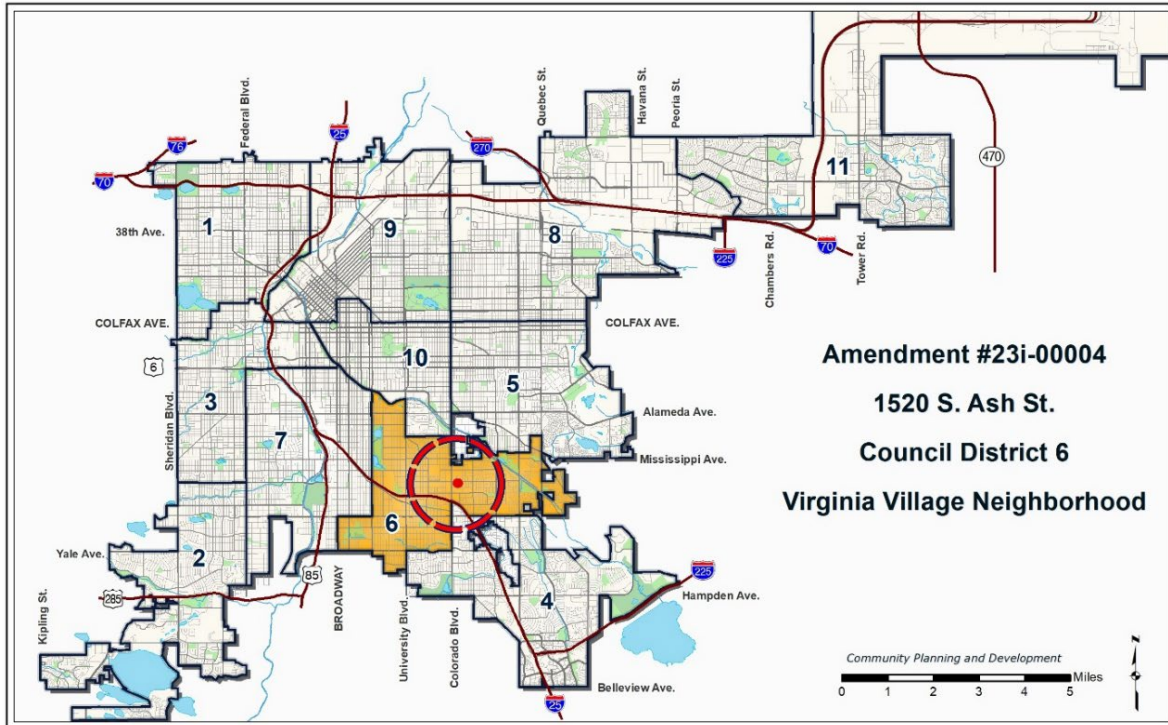 Federal Blvd.
Quebec St.
Havana St.
Peoria St.
76
25
270
470
70
11
1
9
8
38th Ave.
225
Chambers Rd.
70
Tower Rd.
COLFAX AVE.
COLFAX AVE.
6
10
Amendment #23i-00004
1520 S. Ash St.
Council District 6
Virginia Village Neighborhood
3
5
Sheridan Blvd.
7
Alameda Ave.
Mississippi Ave.
6
Yale Ave.
2
85
225
285
BROADWAY
University Blvd.
Colorado Blvd.
4
Hampden Ave.
Kipling St.
Belleview Ave.
25
Community Planning and Development
0 1 2 3 4 5 Miles
N